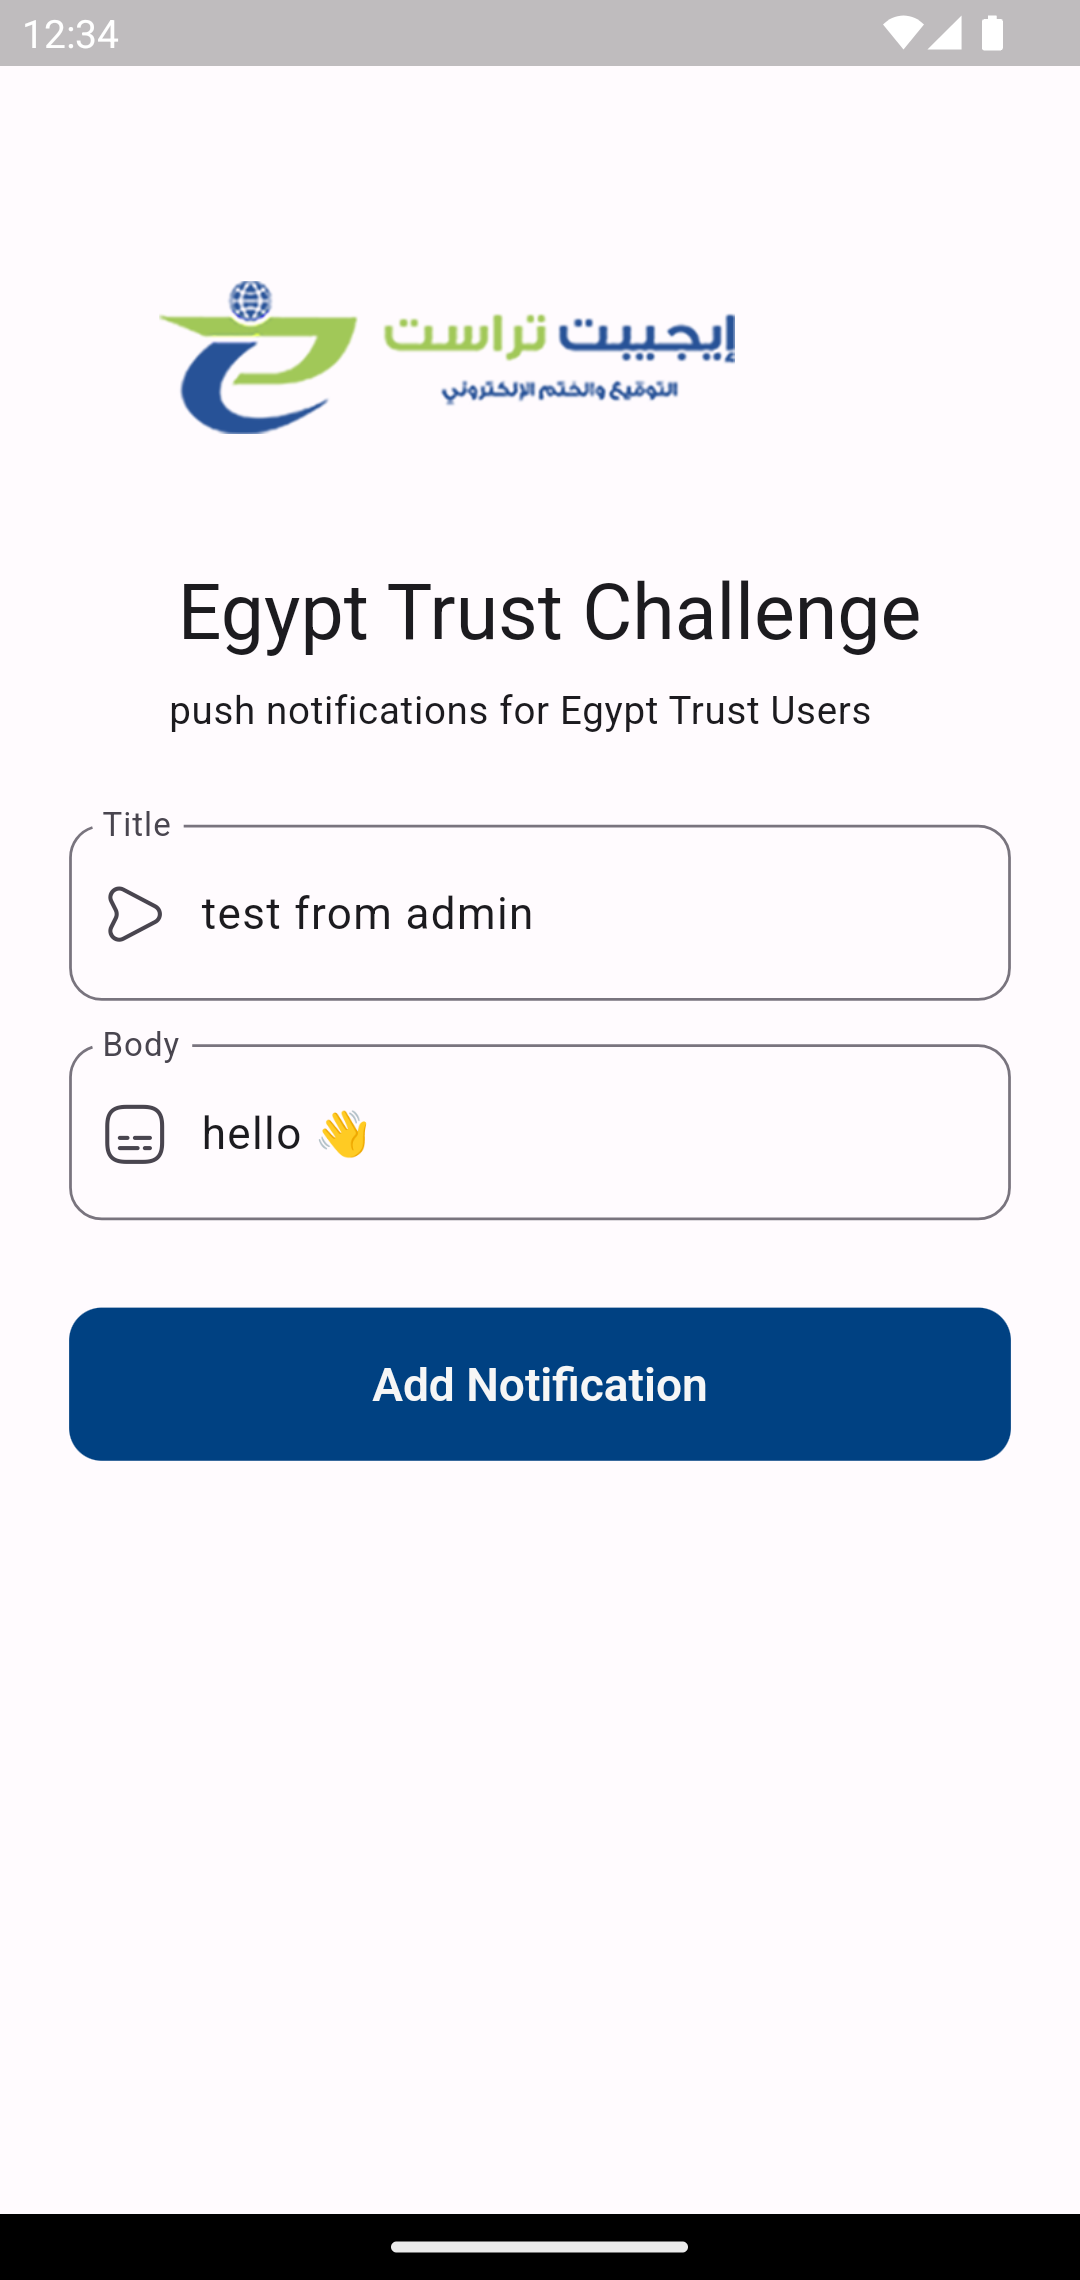 12:34
إيجيبت تراست
التوقيع والختم الإلكتروني
Egypt Trust Challenge
push notifications for Egypt Trust Users
Title
test from admin
Body
hello 👋
Add Notification